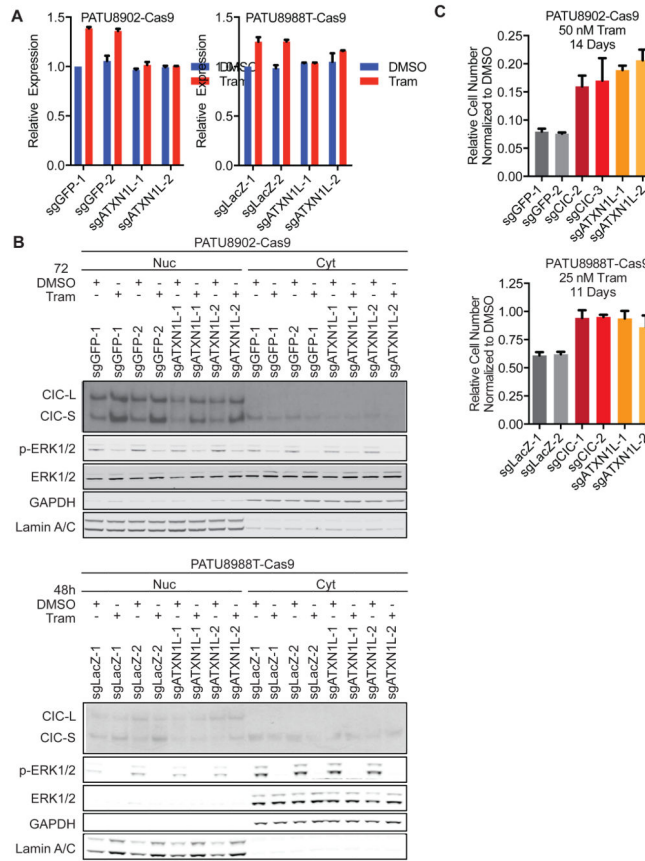 A
PATU8902-Cas9
Relative Expression
1.5
1.0
0.5
0.0
DMSO
Tram
sgGFP-1
sgGFP-2
sgATXN1L-1
sgATXN1L-2
PATU8988T-Cas9
Relative Expression
1.5
1.0
0.5
0.0
DMSO
Tram
sgLacZ-1
sgLacZ-2
sgATXN1L-1
sgATXN1L-2
B
PATU8902-Cas9
72
Nuc
Cyt
DMSO + - + - + - + - + - + - + - + -
Tram - + - + - + - + - + - + - + - +
sgGFP-1
sgGFP-1
sgGFP-2
sgGFP-2
sgATXN1L-1
sgATXN1L-1
sgATXN1L-2
sgATXN1L-2
sgGFP-1
sgGFP-1
sgGFP-2
sgGFP-2
sgATXN1L-1
sgATXN1L-1
sgATXN1L-2
sgATXN1L-2
CIC-L
CIC-S
p-ERK1/2
ERK1/2
GAPDH
Lamin A/C
PATU8988T-Cas9
48h
Nuc
Cyt
DMSO + - + - + - + - + - + - + - + -
Tram - + - + - + - + - + - + - + - +
sgLacZ-1
sgLacZ-1
sgLacZ-2
sgLacZ-2
sgATXN1L-1
sgATXN1L-1
sgATXN1L-2
sgATXN1L-2
sgLacZ-1
sgLacZ-1
sgLacZ-2
sgLacZ-2
sgATXN1L-1
sgATXN1L-1
sgATXN1L-2
sgATXN1L-2
CIC-L
CIC-S
p-ERK1/2
ERK1/2
GAPDH
Lamin A/C
C
PATU8902-Cas9
50 nM Tram
14 Days
Relative Cell Number
Normalized to DMSO
0.25
0.20
0.15
0.10
0.05
0.00
sgGFP-1
sgGFP-2
sgCIC-2
sgCIC-3
sgATXN1L-1
sgATXN1L-2
PATU8988T-Cas9
25 nM Tram
11 Days
Relative Cell Number
Normalized to DMSO
1.25
1.00
0.75
0.50
0.25
0.00
sgLacZ-1
sgLacZ-2
sgCIC-1
sgCIC-2
sgATXN1L-1
sgATXN1L-2